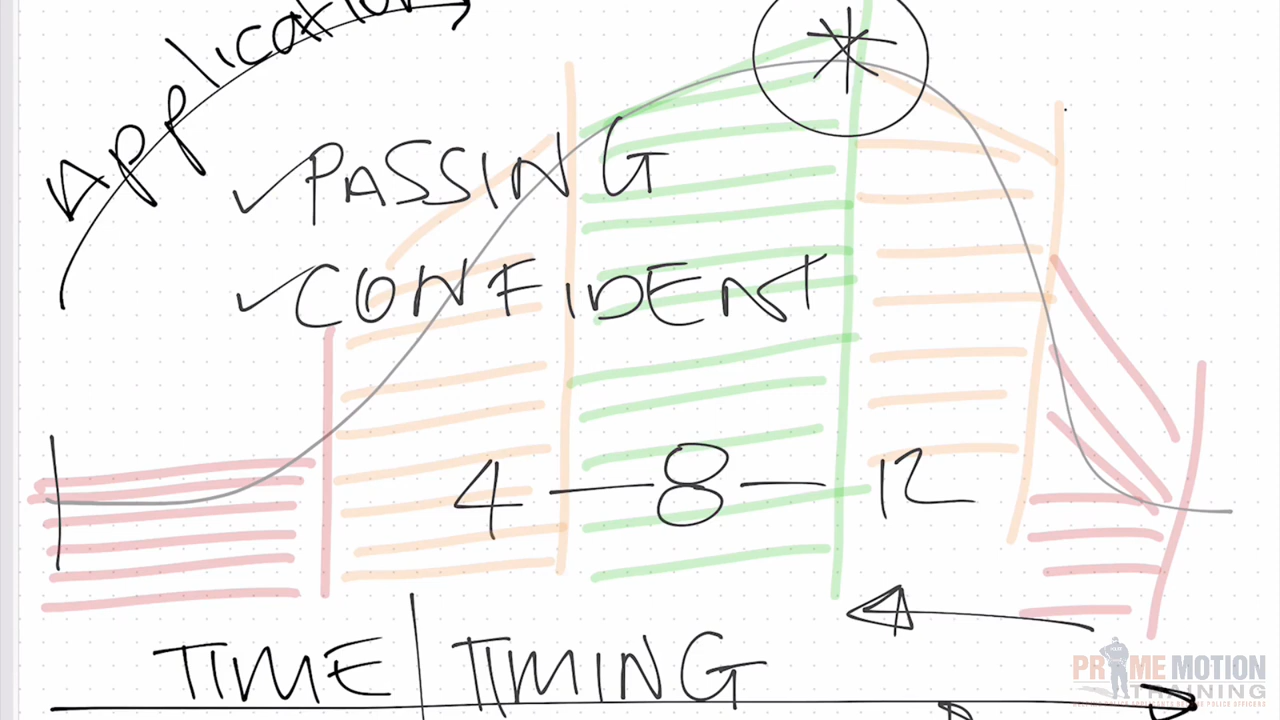 Application
*
✓ PASSING
✓ CONFIDENT
4 — 8 — 12
TIME | TIMING
PRIME MOTION
TRAINING